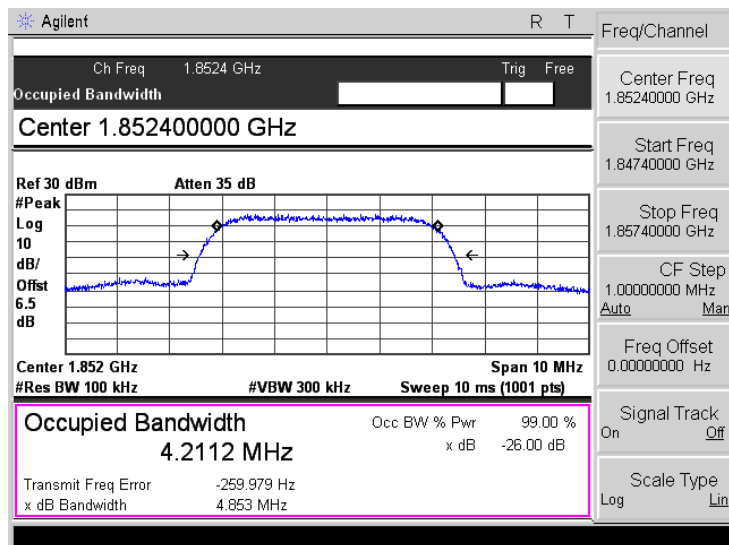 Agilent R T
Freq/Channel
Ch Freq 1.8524 GHz Trig Free
Occupied Bandwidth
Center 1.852400000 GHz
Ref 30 dBm Atten 35 dB
#Peak
Log
10
dB/
Offst
6.5
dB
Center 1.852 GHz Span 10 MHz
#Res BW 100 kHz #VBW 300 kHz Sweep 10 ms (1001 pts)
Occupied Bandwidth Occ BW % Pwr 99.00 %
4.2112 MHz x dB -26.00 dB
Transmit Freq Error -259.979 Hz
x dB Bandwidth 4.853 MHz
Center Freq
1.85240000 GHz
Start Freq
1.84740000 GHz
Stop Freq
1.85740000 GHz
CF Step
1.00000000 MHz
Auto Man
Freq Offset
0.00000000 Hz
Signal Track
On Off
Scale Type
Log Lin